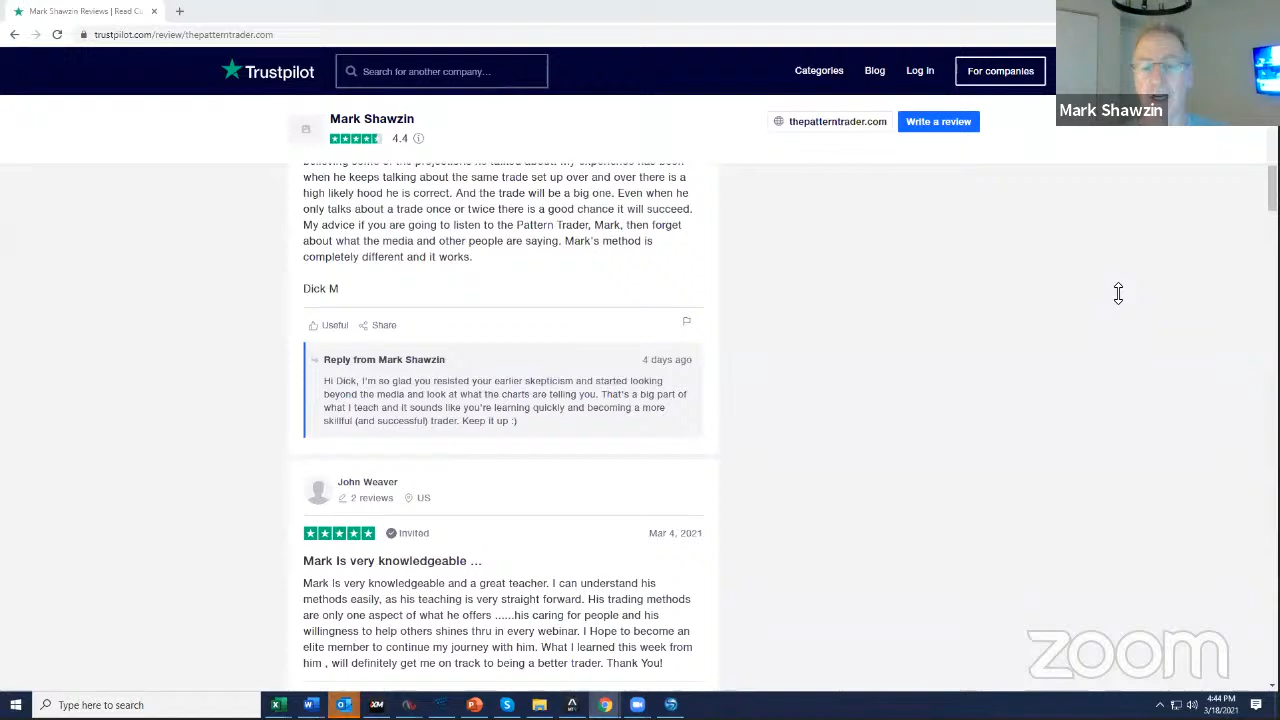 Mark Shawzin Reviews | Read Cu
trustpilot.com/review/thepatterntrader.com
Trustpilot
Search for another company...
Categories
Blog
Log in
For companies
Mark Shawzin
Mark Shawzin
4.4
thepatterntrader.com
Write a review
believing some of the projections he talked about. My experience has been
when he keeps talking about the same trade set up over and over there is a
high likely hood he is correct. And the trade will be a big one. Even when he
only talks about a trade once or twice there is a good chance it will succeed.
My advice if you are going to listen to the Pattern Trader, Mark, then forget
about what the media and other people are saying. Mark's method is
completely different and it works.
Dick M
Useful
Share
Reply from Mark Shawzin
4 days ago
Hi Dick, I'm so glad you resisted your earlier skepticism and started looking
beyond the media and look at what the charts are telling you. That's a big part of
what I teach and it sounds like you're learning quickly and becoming a more
skillful (and successful) trader. Keep it up :)
John Weaver
2 reviews
US
Invited
Mar 4, 2021
Mark Is very knowledgeable ...
Mark Is very knowledgeable and a great teacher. I can understand his
methods easily, as his teaching is very straight forward. His trading methods
are only one aspect of what he offers ......his caring for people and his
willingness to help others shines thru in every webinar. I Hope to become an
elite member to continue my journey with him. What I learned this week from
him , will definitely get me on track to being a better trader. Thank You!
zoom
Type here to search
XM
4:44 PM
3/18/2021